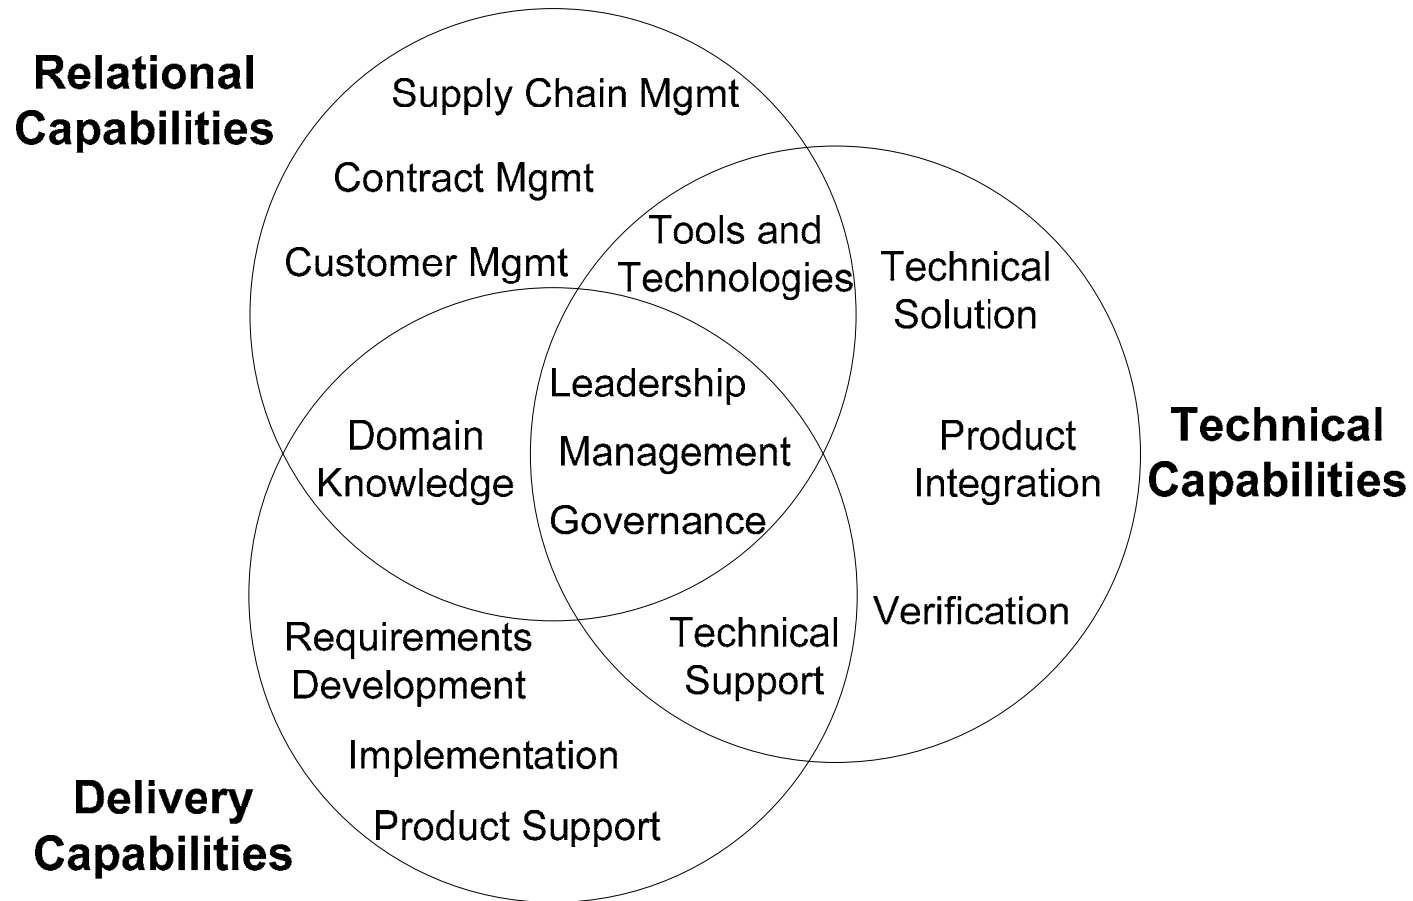 Relational
Capabilities
Supply Chain Mgmt
Contract Mgmt
Customer Mgmt
Tools and
Technologies
Technical
Solution
Leadership
Management
Governance
Domain
Knowledge
Product
Integration
Technical
Capabilities
Verification
Requirements
Development
Technical
Support
Implementation
Product Support
Delivery
Capabilities